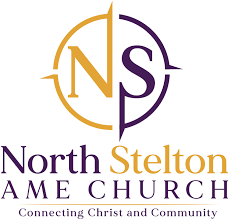 NS
North Stelton
AME CHURCH
Connecting Christ and Community